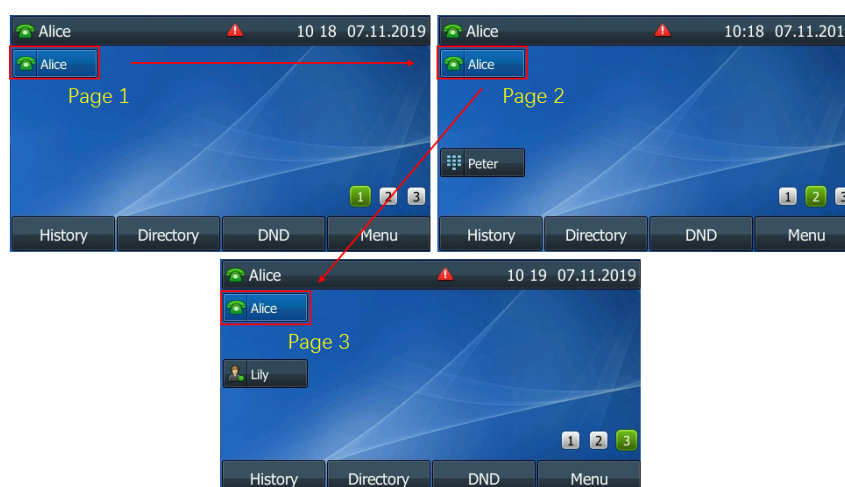 Alice 10 18 07.11.2019
Alice
Page 1
1 2 3
History Directory DND Menu
Alice 10:18 07.11.201
Alice
Page 2
Peter
1 2 3
History Directory DND Menu
Alice 10 19 07.11.2019
Alice
Page 3
Lily
1 2 3
History Directory DND Menu